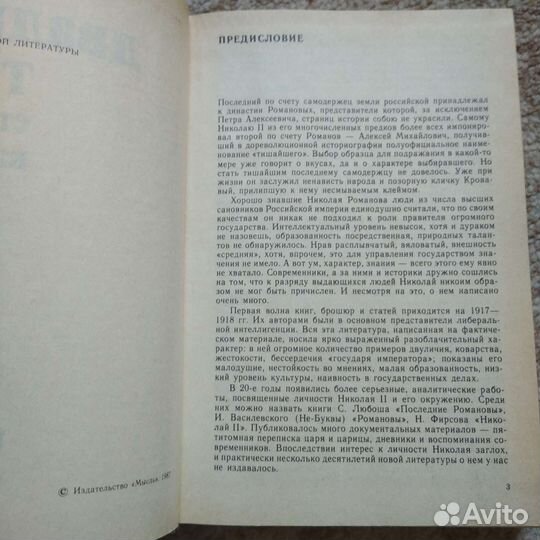 ОЙ ЛИТЕРАТУРЫ
© Издательство «Мысль». 1987
ПРЕДИСЛОВИЕ
Последний по счету самодержец земли российской принадлежал
к династии Романовых, представители которой, за исключением
Петра Алексеевича, страниц истории собою не украсили. Самому
Николаю II из его многочисленных предков более всех импониро-
вал второй по счету Романов — Алексей Михайлович, получивший
в дореволюционной историографии полуофициальное наиме-
нование «тишайшего». Выбор образца для подражания в какой-то
мере уже говорит о вкусах, да и о характере выбиравшего. Но
стать тишайшим последнему самодержцу не довелось. Уже при
жизни он заслужил ненависть народа и позорную кличку Крова-
вый, прилипшую к нему несмываемым клеймом.
Хорошо знавшие Николая Романова люди из числа высших
сановников Российской империи единодушно считали, что по своим
качествам он никак не подходил к роли правителя огромного
государства. Интеллектуальный уровень невысок, хотя и дураком
не назовешь, образованность посредственная, природных талан-
тов не обнаружилось. Нрав расплывчатый, вяловатый, внешность
«средняя», хотя, впрочем, это для управления государством зна-
чения не имело. А вот ум, характер, знания — всего этого ему явно
не хватало. Современники, а за ними и историки дружно сошлись
на том, что к разряду выдающихся людей Николай никоим обра-
зом не мог быть причислен. И несмотря на это, о нем написано
очень много.
Первая волна книг, брошюр и статей приходится на 1917—
1918 гг. Их авторами были в основном представители либераль-
ной интеллигенции. Вся эта литература, написанная на фактиче-
ском материале, носила ярко выраженный разоблачительный ха-
рактер: в ней огромное количество примеров двуличия, коварства,
жестокости, бессердечия «государя императора»; показаны его
малодушие, нестойкость во мнениях, малая образованность, низ-
кий уровень культуры, наивность в государственных делах.
В 20-е годы появились более серьезные, аналитические рабо-
ты, посвященные личности Николая II и его окружению. Среди
них можно назвать книги С. Любоша «Последние Романовы»,
И. Василевского (Не-Буквы) «Романовы», Н. Фирсова «Нико-
лай II». Публиковалось много документальных материалов — пя-
титомная переписка царя и царицы, дневники и воспоминания со-
временников. Впоследствии интерес к личности Николая заглох,
и практически несколько десятилетий новой литературы о нем у нас
не издавалось.
3
Avito